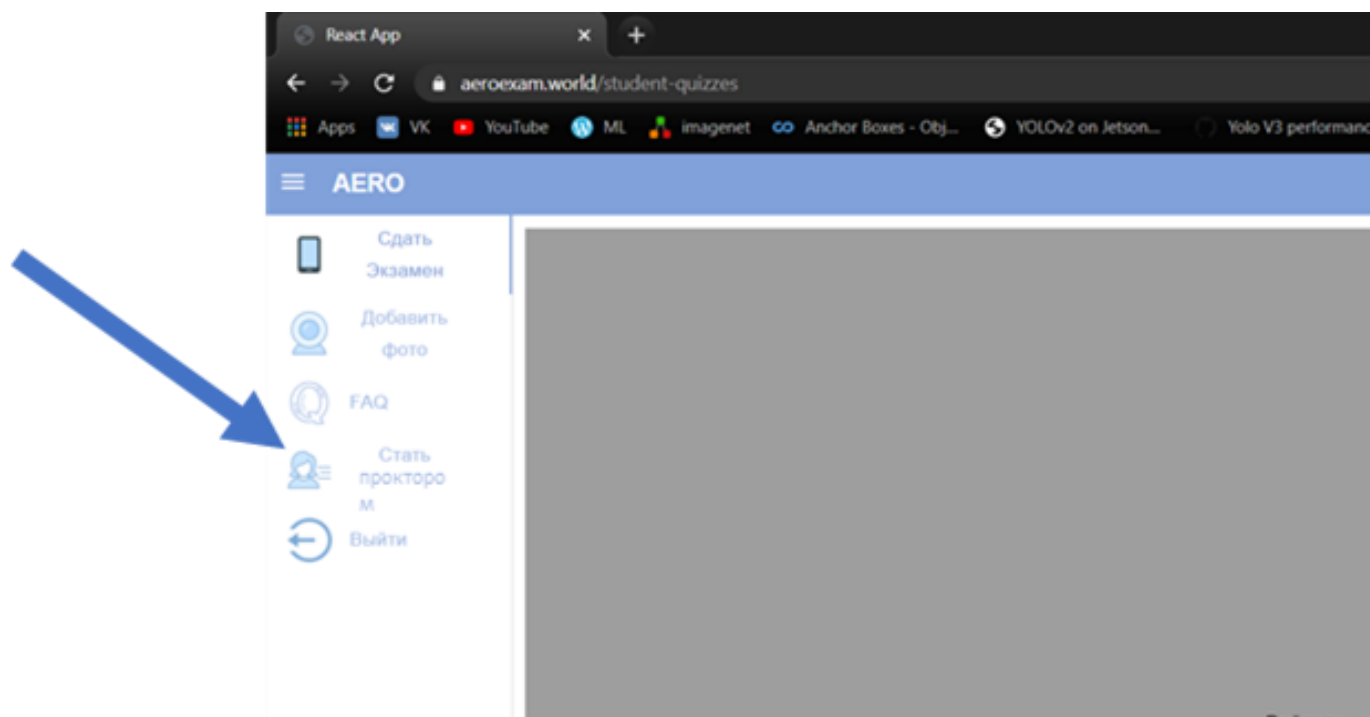 React App
aeroexam.world/student-quizzes
Apps VK YouTube ML imagenet Anchor Boxes - Obj... YOLOv2 on Jetson... Yolo V3 performanc
AERO
Сдать
Экзамен
Добавить
фото
FAQ
Стать
прокторо
м
Выйти